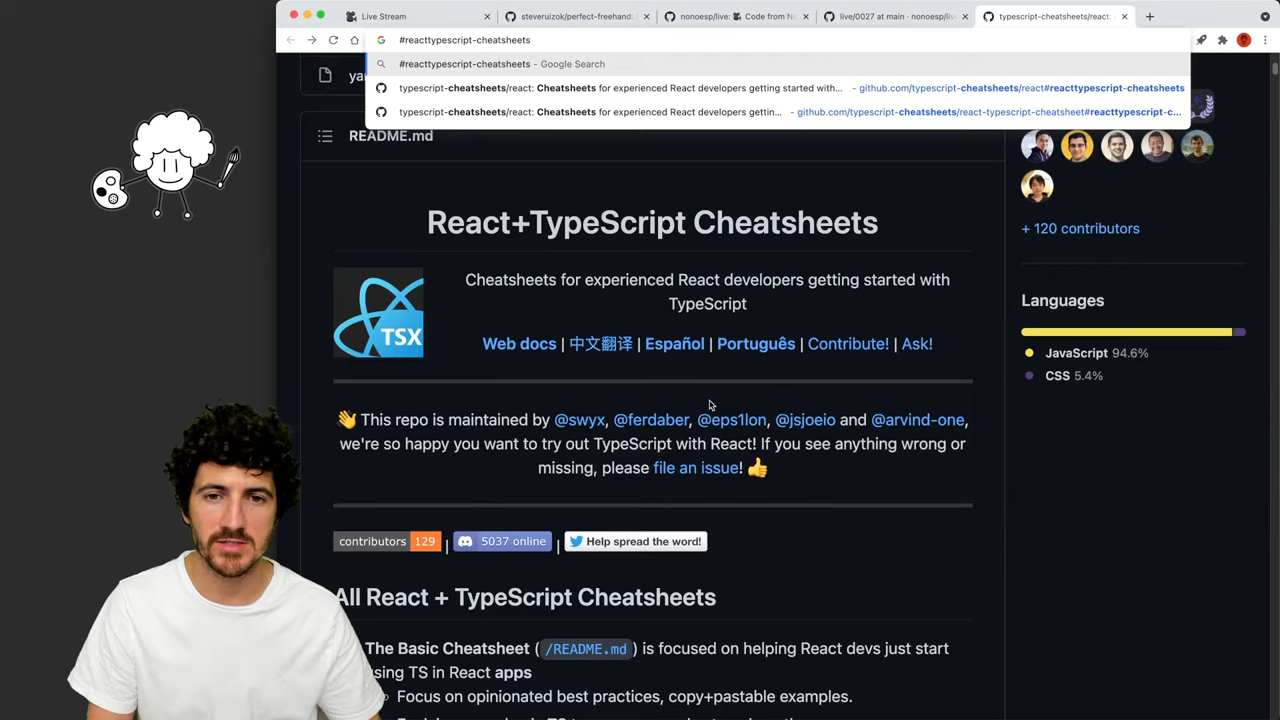 Live Stream
steveruizok/perfect-freehand:
nonoesp/live:
Code from No
live/0027 at main · nonoesp/live
typescript-cheatsheets/react:
#reacttypescript-cheatsheets
#reacttypescript-cheatsheets - Google Search
typescript-cheatsheets/react: Cheatsheets for experienced React developers getting started with... - github.com/typescript-cheatsheets/react#reacttypescript-cheatsheets
typescript-cheatsheets/react: Cheatsheets for experienced React developers gettin... - github.com/typescript-cheatsheets/react-typescript-cheatsheet#reacttypescript-c...
ya
README.md
React+TypeScript Cheatsheets
TSX
Cheatsheets for experienced React developers getting started with
TypeScript
Web docs | 中文翻译 | Español | Português | Contribute! | Ask!
👋 This repo is maintained by @swyx, @ferdaber, @eps1lon, @jsjoeio and @arvind-one,
we're so happy you want to try out TypeScript with React! If you see anything wrong or
missing, please file an issue! 👍
contributors 129 | 5037 online | Help spread the word!
All React + TypeScript Cheatsheets
The Basic Cheatsheet (/README.md) is focused on helping React devs just start
using TS in React apps
Focus on opinionated best practices, copy+pastable examples.
+ 120 contributors
Languages
JavaScript 94.6%
CSS 5.4%